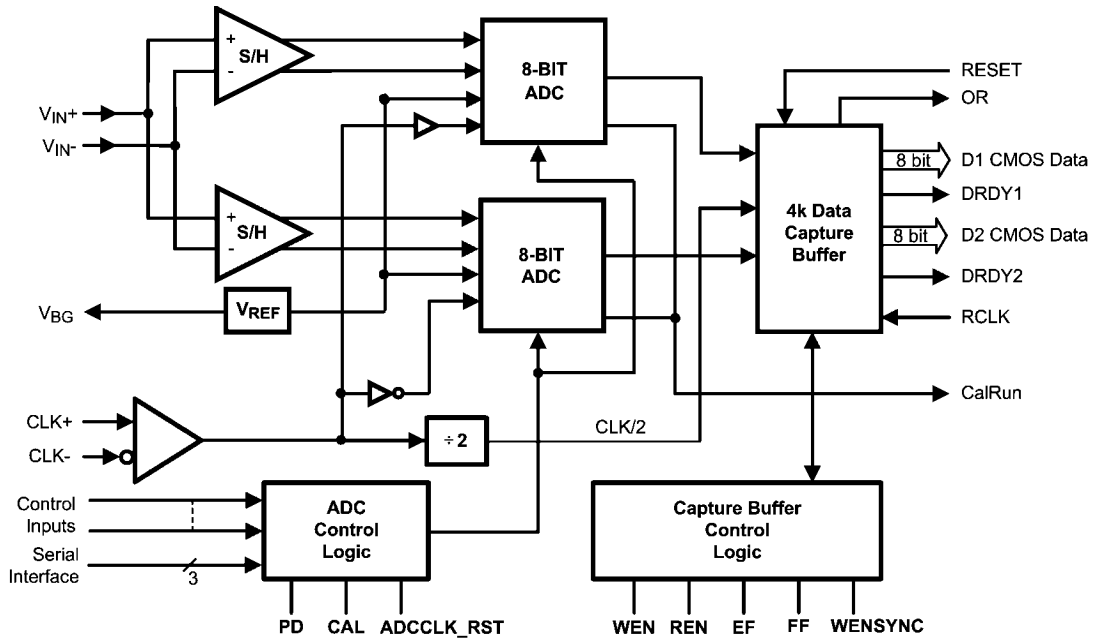 +
S/H
-
8-BIT
ADC
RESET
OR
VIN+
VIN-
8 bit
D1 CMOS Data
DRDY1
4k Data
Capture
Buffer
+
S/H
-
8-BIT
ADC
8 bit
D2 CMOS Data
DRDY2
VBG
VREF
RCLK
CalRun
CLK+
CLK-
÷ 2
CLK/2
Control
Inputs
Serial
Interface
3
ADC
Control
Logic
Capture Buffer
Control
Logic
PD
CAL
ADCCLK_RST
WEN
REN
EF
FF
WENSYNC